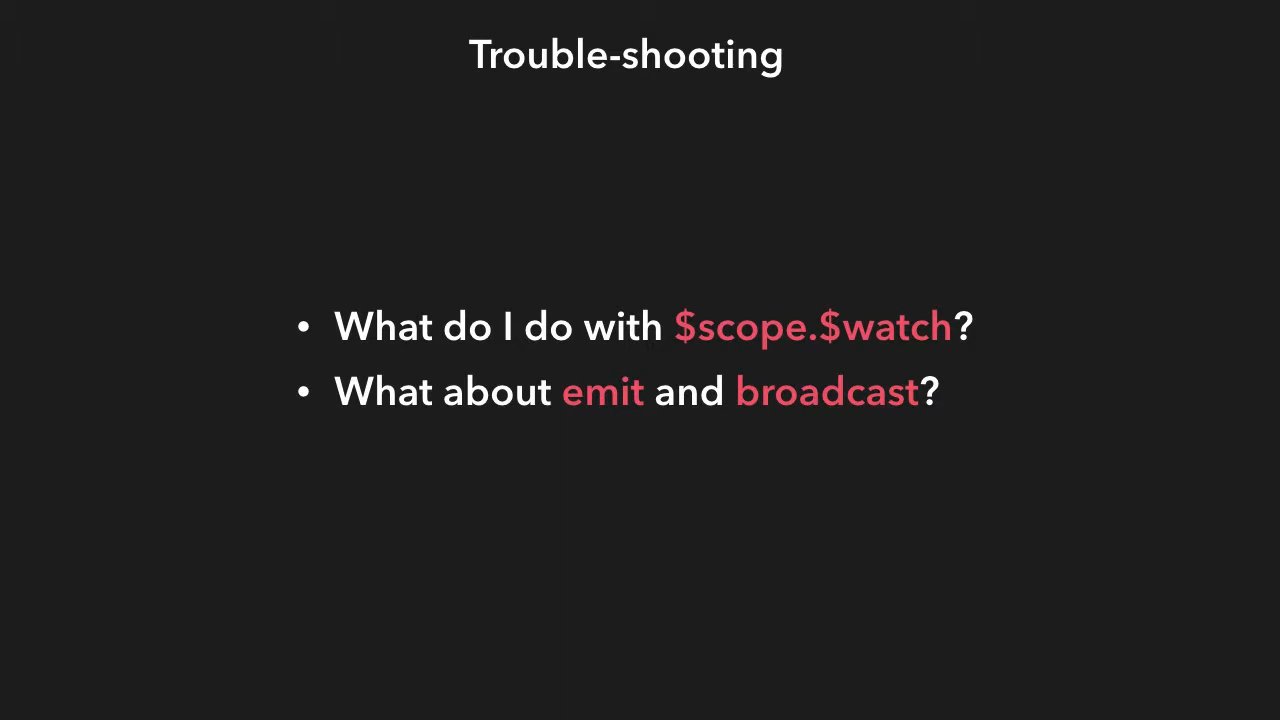 Trouble-shooting
• What do I do with $scope.$watch?
• What about emit and broadcast?